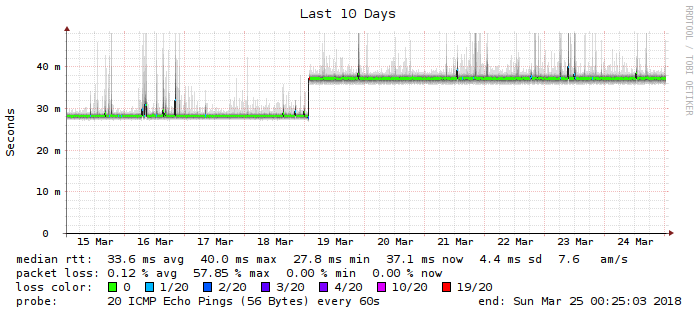 Last 10 Days
RRDTOOL / TOBI OETIKER
Seconds
40 m
30 m
20 m
10 m
0
15 Mar 16 Mar 17 Mar 18 Mar 19 Mar 20 Mar 21 Mar 22 Mar 23 Mar 24 Mar
median rtt: 33.6 ms avg 40.0 ms max 27.8 ms min 37.1 ms now 4.4 ms sd 7.6 am/s
packet loss: 0.12 % avg 57.85 % max 0.00 % min 0.00 % now
loss color: 0 1/20 2/20 3/20 4/20 10/20 19/20
probe: 20 ICMP Echo Pings (56 Bytes) every 60s end: Sun Mar 25 00:25:03 2018